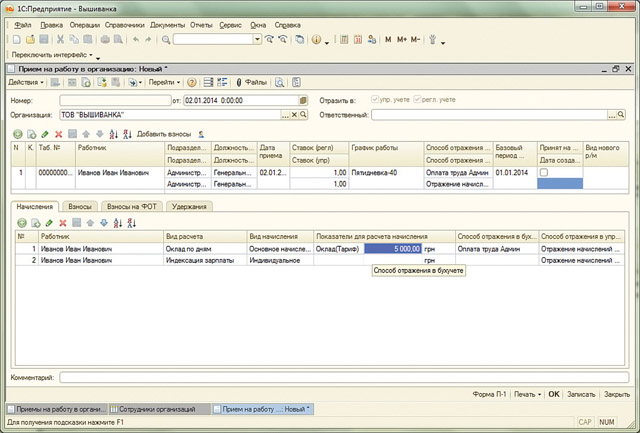 1С:Предприятие - Вышиванка
Файл Правка Операции Справочники Документы Отчеты Сервис Окна Справка
М М+ М-
Переключить интерфейс
Прием на работу в организацию: Новый *
Действия Перейти Файлы
Номер: от: 02.01.2014 0:00:00 Отразить в: упр. учете регл. учете
Организация: ТОВ "ВЫШИВАНКА" Ответственный:
Добавить взносы
N К. Таб. № Работник Подраздел... Должность... Дата приема Ставок (регл) График работы Способ отражения ... Базовый период ... Принят на ... Вид нового р/м
Подраздел... Должность... Ставок (упр) Способ отражения ... Дата созда...
1 00000000... Иванов Иван Иванович Администр... Генеральн... 02.01.2... 1,00 Пятидневка-40 Оплата труда Админ 01.01.2014
Администр... Генеральн... 1,00 Отражение начисл...
Начисления Взносы Взносы на ФОТ Удержания
№ Работник Вид расчета Вид начисления Показатели для расчета начисления Способ отражения в бух... Способ отражения в упр...
1 Иванов Иван Иванович Оклад по дням Основное начисле... Оклад(Тариф) 5 000,00 грн Оплата труда Админ Отражение начислений ...
2 Иванов Иван Иванович Индексация зарплаты Индивидуальное грн Отражение начислений ...
Способ отражения в бухучете
Комментарий:
Форма П-1 Печать ОК Записать Закрыть
Приемы на работу в органи... Сотрудники организаций Прием на работу ...: Новый *
Для получения подсказки нажмите F1 CAP NUM